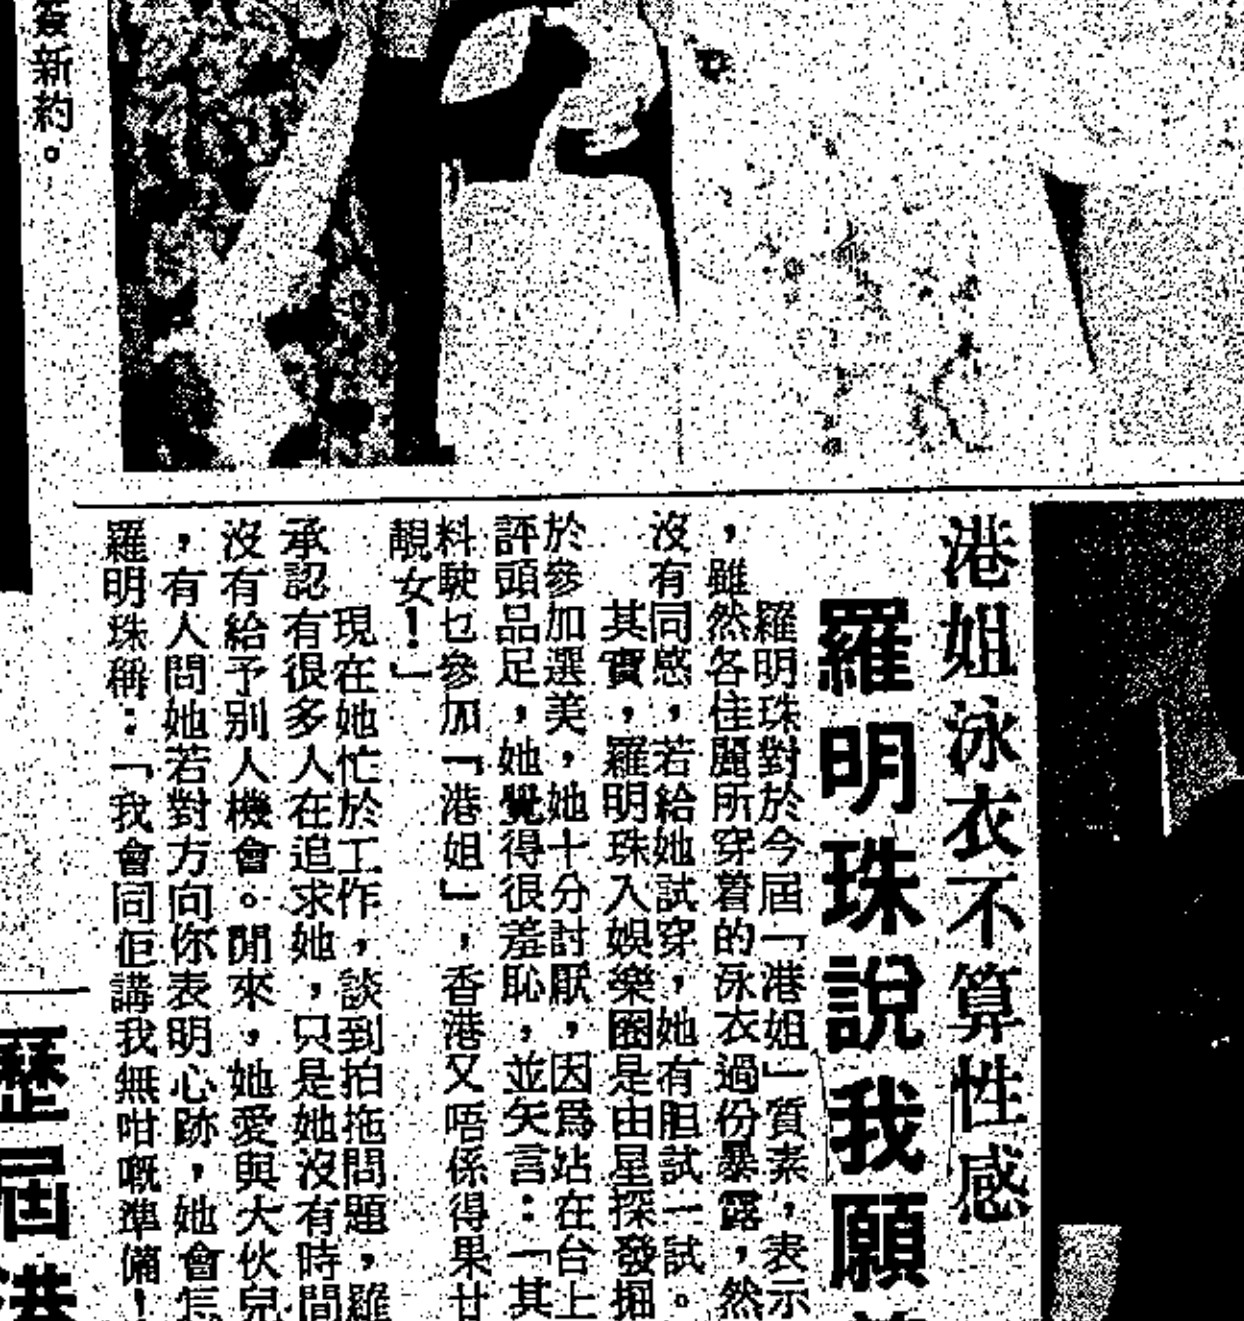 新約。
港姐泳衣不算性感
羅明珠說我願
羅明珠對於今屆「港姐」質素,表示
,雖然各佳麗所穿着的泳衣過份暴露,然
沒有同感,若給她試穿,她有胆試一試。
其實,羅明珠入娛樂圈是由星探發掘
於參加選美,她十分討厭,因爲站在台上
評頭品足,她覺得很羞恥,並矢言:「其
料駛乜參加「港姐」,香港又唔係得果廿
靚女!」
現在她忙於工作,談到拍拖問題,羅
承認有很多人在追求她,只是她沒有時間
沒有給予别人機會。閒來,她愛與大伙兒
,有人問她若對方向你表明心跡,她會怎
羅明珠稱:「我會同佢講我無咁嘅準備!
歷屆港